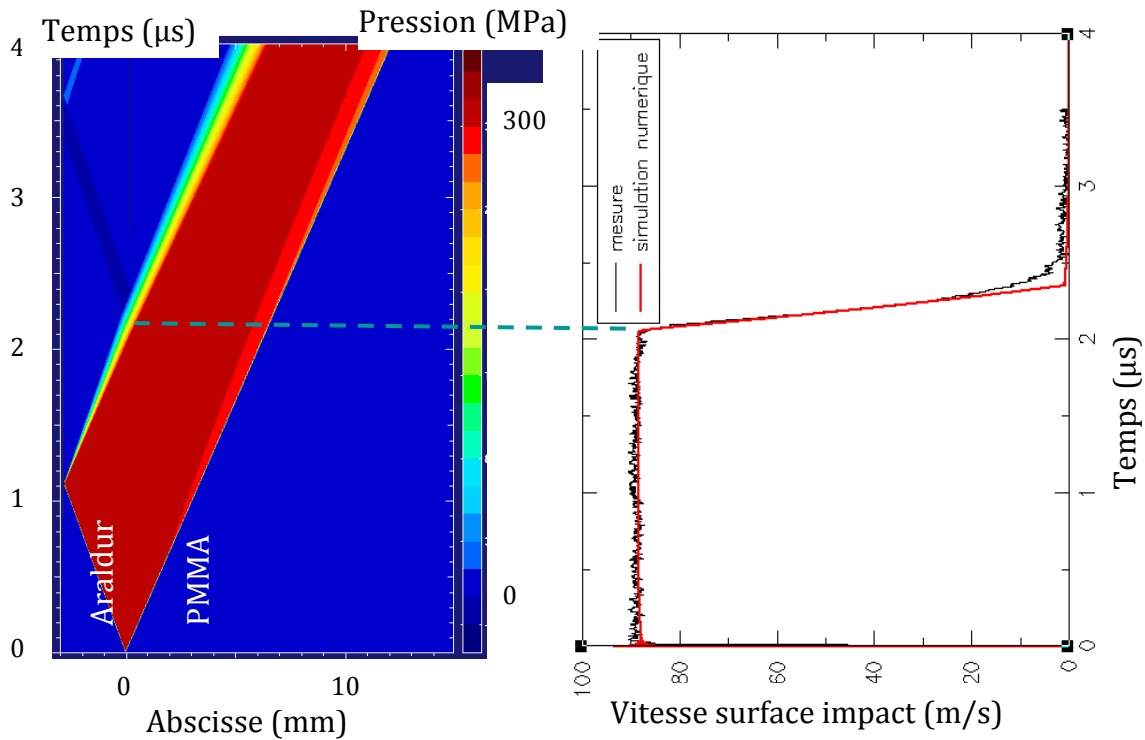 Temps (µs)
Pression (MPa)
4
3
2
1
0
300
0
Araldur
PMMA
0
10
Abscisse (mm)
mesure
simulation numerique
4
3
2
1
0
Temps (µs)
100
80
60
40
20
0
Vitesse surface impact (m/s)